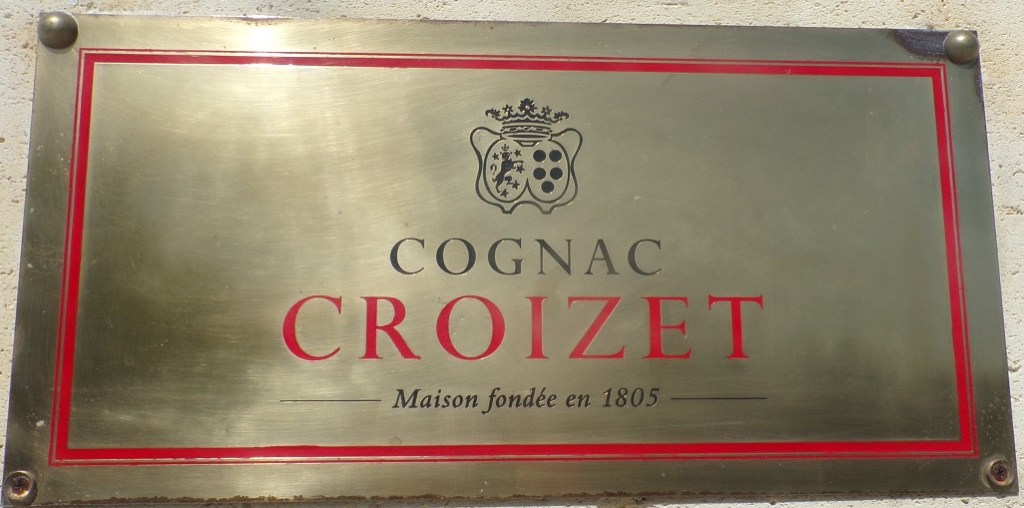 COGNAC
CROIZET
Maison fondée en 1805